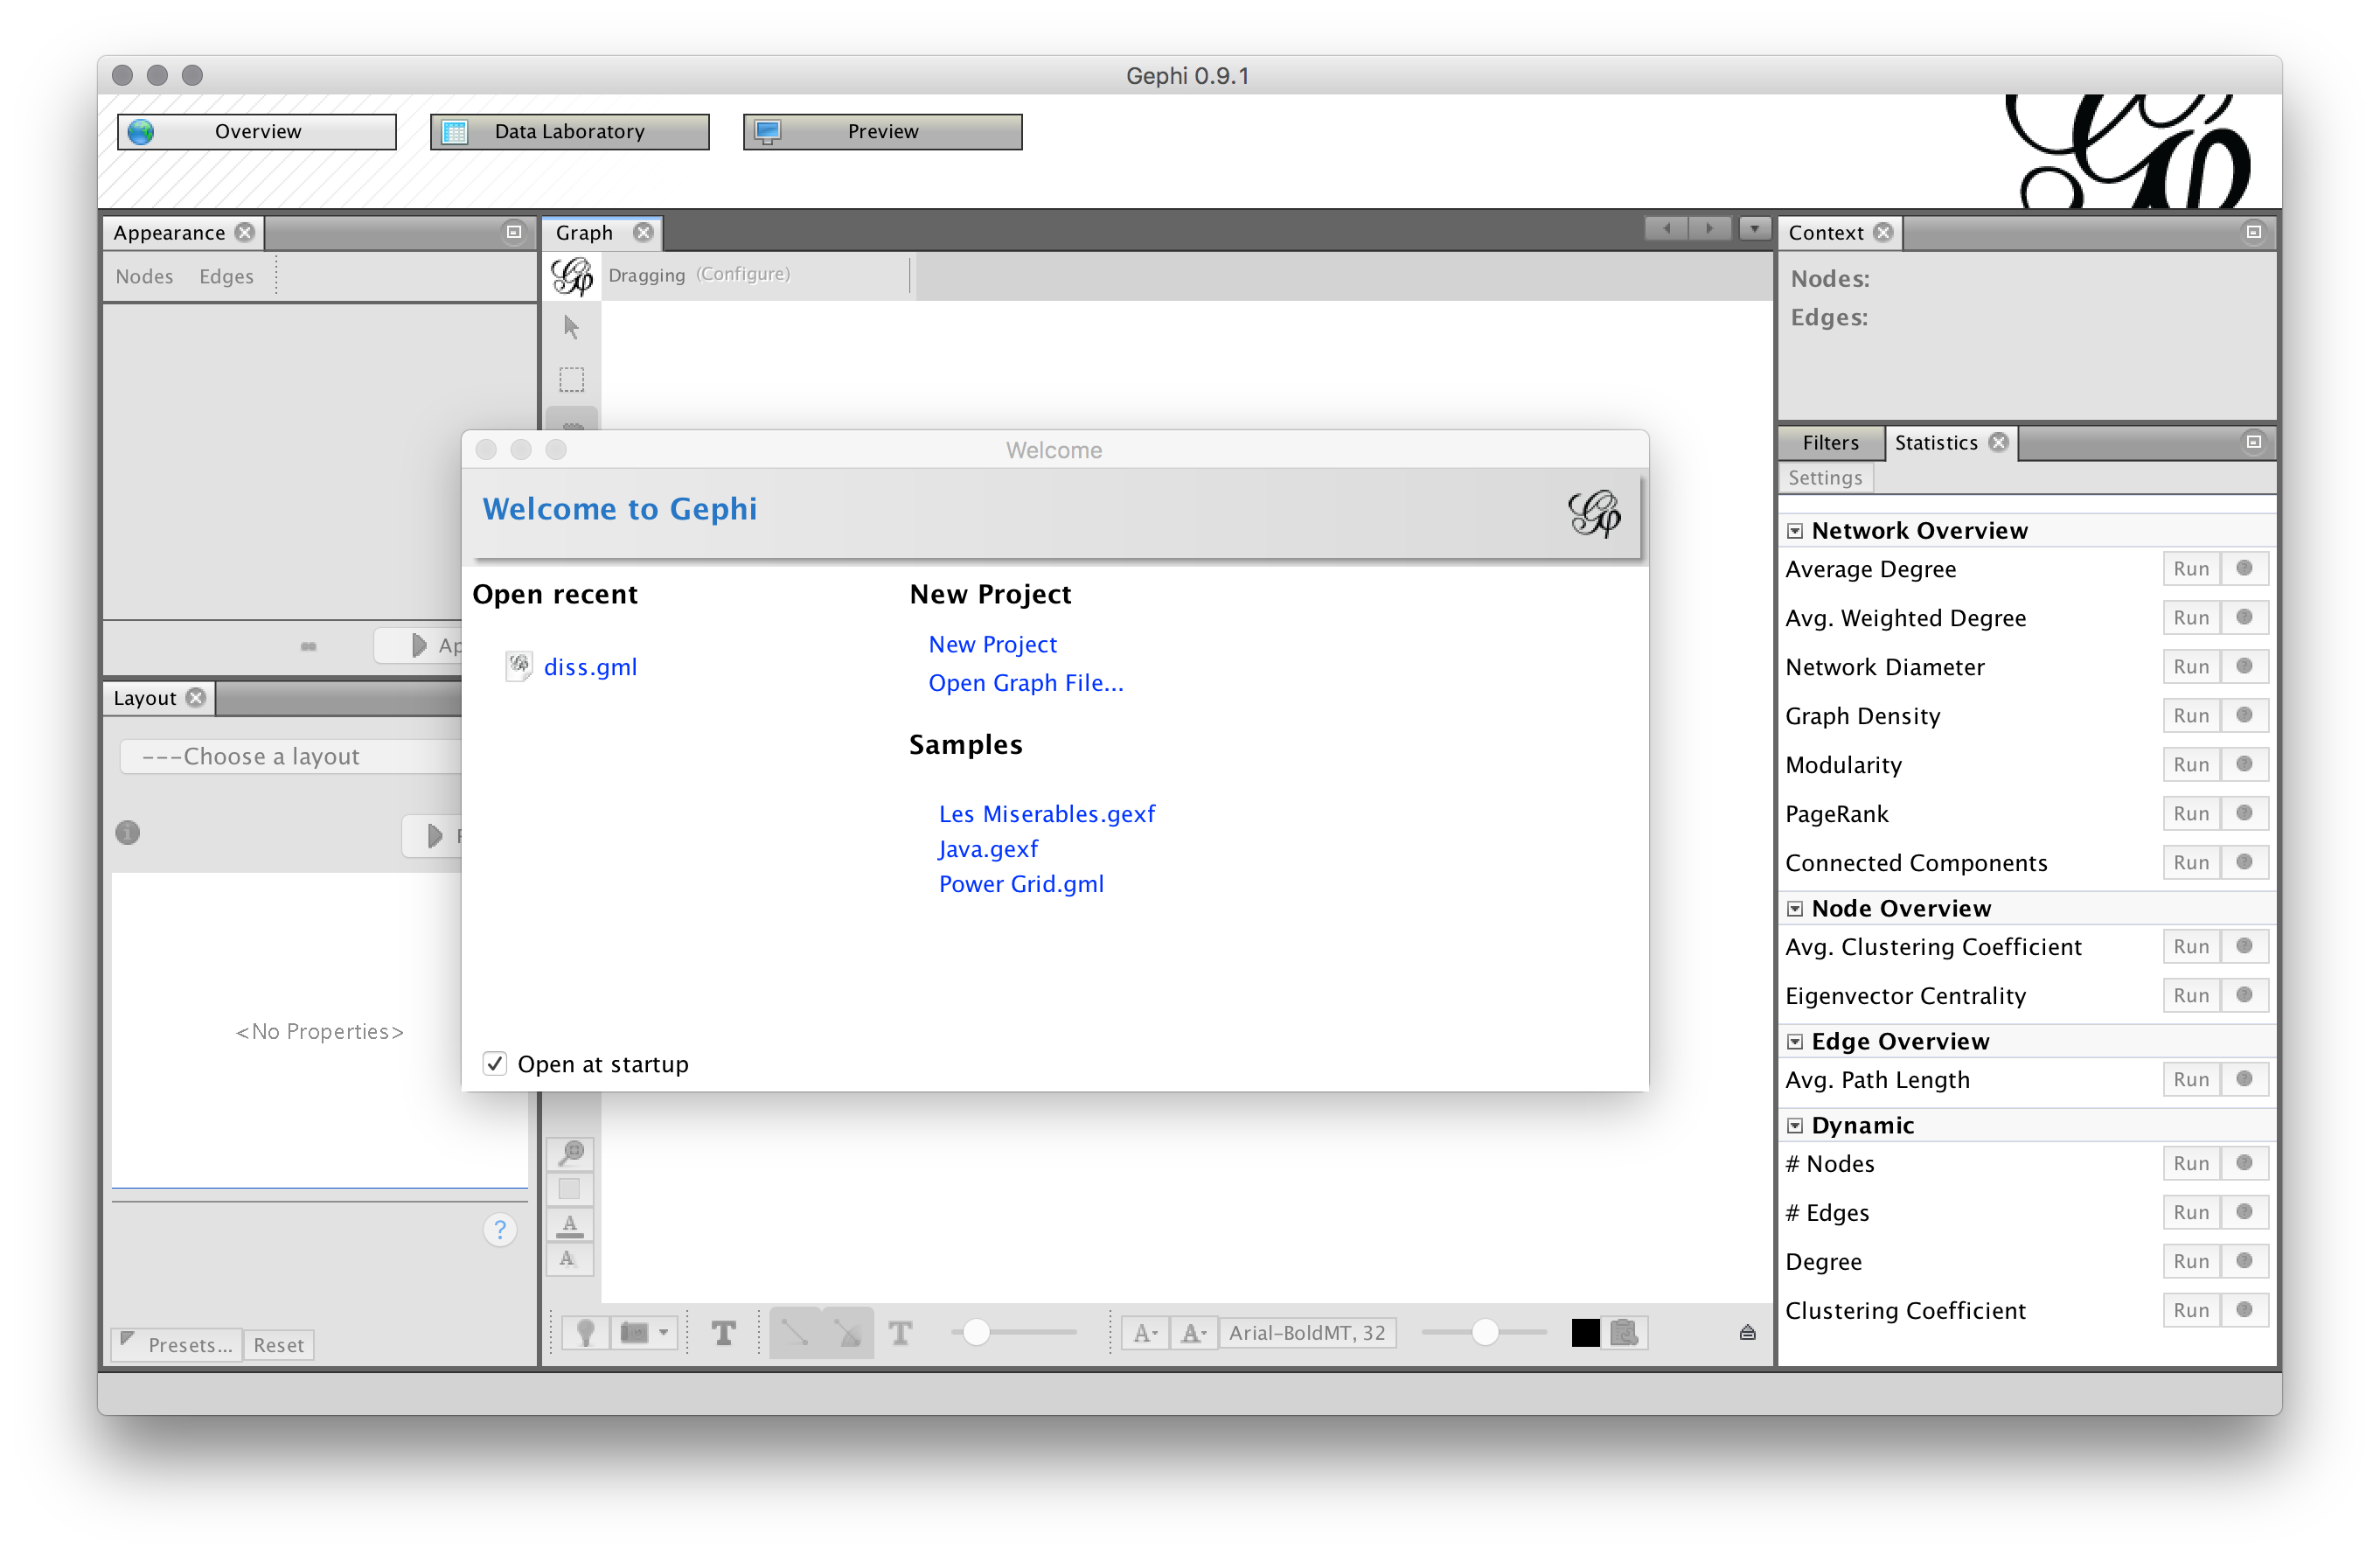 Gephi 0.9.1
Overview
Data Laboratory
Preview
Appearance
Nodes Edges
Graph
Dragging (Configure)
Context
Nodes:
Edges:
Filters Statistics
Settings
Network Overview
Average Degree Run
Avg. Weighted Degree Run
Network Diameter Run
Graph Density Run
Modularity Run
PageRank Run
Connected Components Run
Node Overview
Avg. Clustering Coefficient Run
Eigenvector Centrality Run
Edge Overview
Avg. Path Length Run
Dynamic
# Nodes Run
# Edges Run
Degree Run
Clustering Coefficient Run
Welcome
Welcome to Gephi
Open recent
diss.gml
New Project
New Project
Open Graph File...
Samples
Les Miserables.gexf
Java.gexf
Power Grid.gml
Open at startup
Layout
---Choose a layout
<No Properties>
?
Presets... Reset
Arial-BoldMT, 32